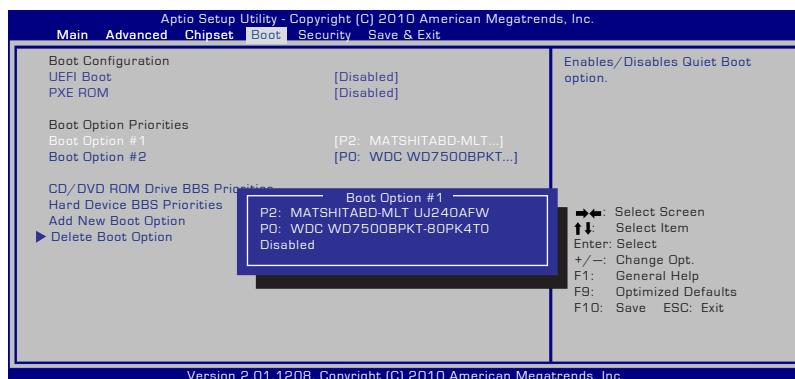 Aptio Setup Utility - Copyright (C) 2010 American Megatrends, Inc.
Main Advanced Chipset Boot Security Save & Exit
Boot Configuration
UEFI Boot [Disabled]
PXE ROM [Disabled]
Boot Option Priorities
Boot Option #1 [P2: MATSHITABD-MLT...]
Boot Option #2 [P0: WDC WD7500BPKT...]
CD/DVD ROM Drive BBS Priorities
Hard Device BBS Priorities
Add New Boot Option
Delete Boot Option
Boot Option #1
P2: MATSHITABD-MLT UJ240AFW
P0: WDC WD7500BPKT-80PK4T0
Disabled
Enables/Disables Quiet Boot
option.
→←: Select Screen
↑↓: Select Item
Enter: Select
+/—: Change Opt.
F1: General Help
F9: Optimized Defaults
F10: Save ESC: Exit
Version 2.01.1208. Copyright (C) 2010 American Megatrends, Inc.